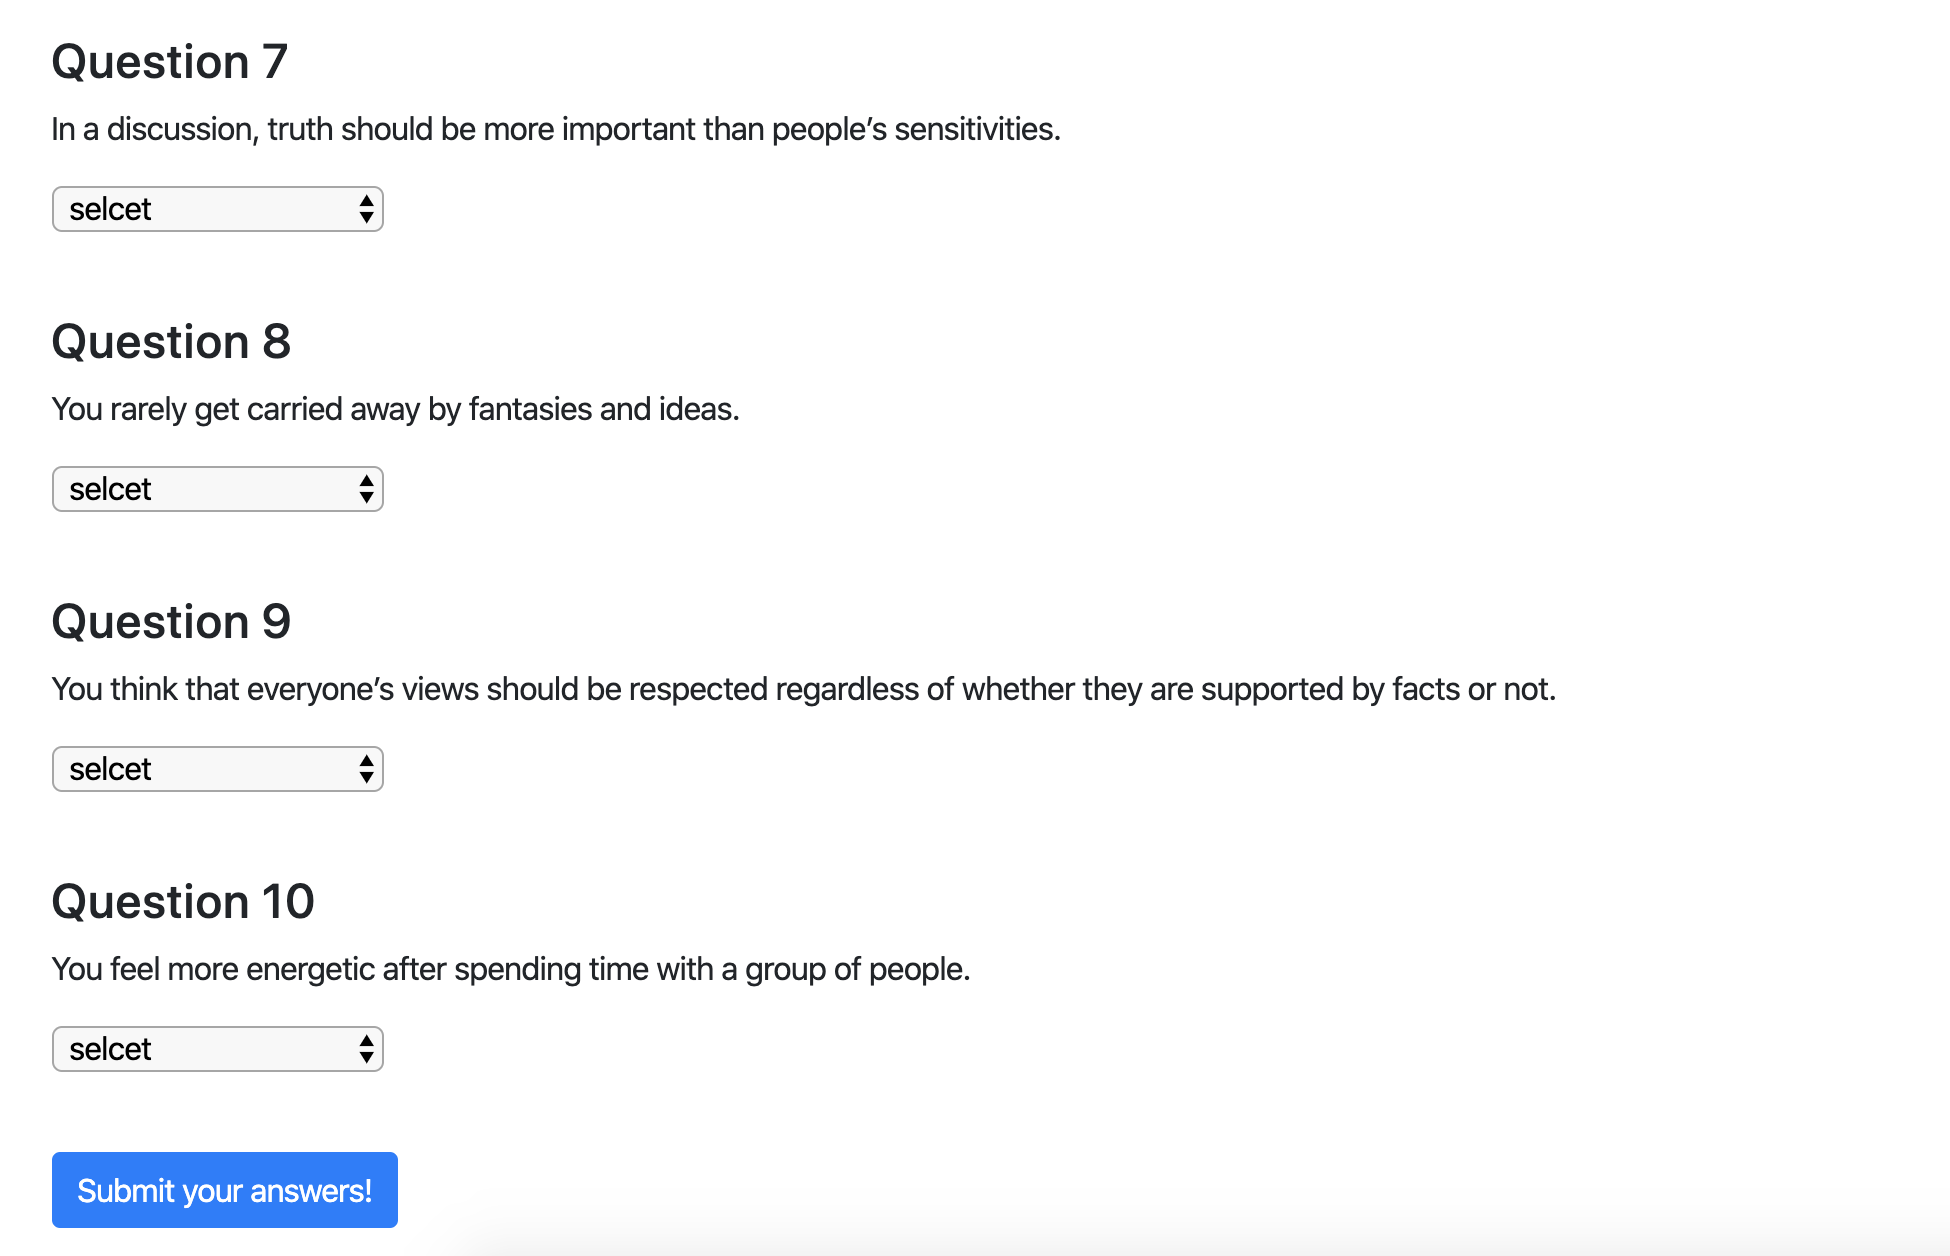 Question 7
In a discussion, truth should be more important than people’s sensitivities.
selcet
Question 8
You rarely get carried away by fantasies and ideas.
selcet
Question 9
You think that everyone’s views should be respected regardless of whether they are supported by facts or not.
selcet
Question 10
You feel more energetic after spending time with a group of people.
selcet
Submit your answers!